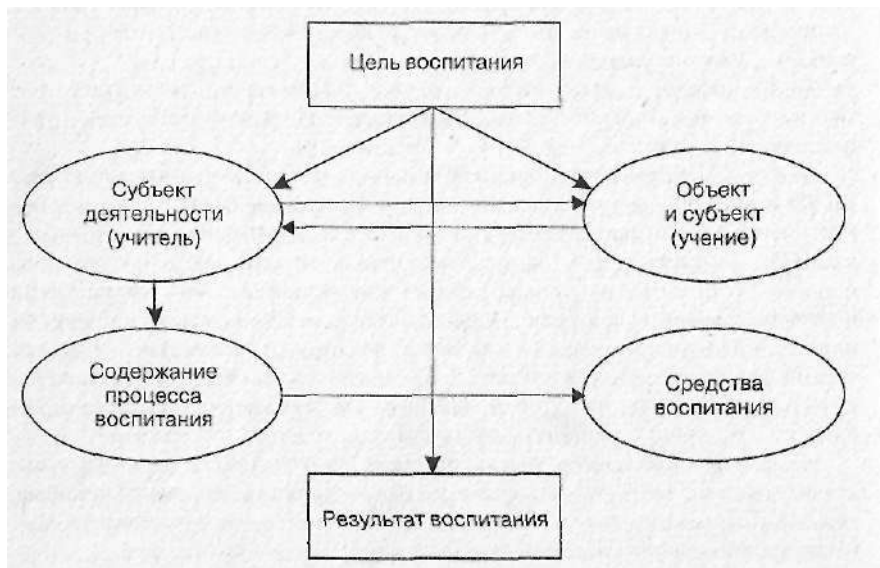 Цель воспитания
Субъект
деятельности
(учитель)
Объект
и субъект
(учение)
Содержание
процесса
воспитания
Средства
воспитания
Результат воспитания